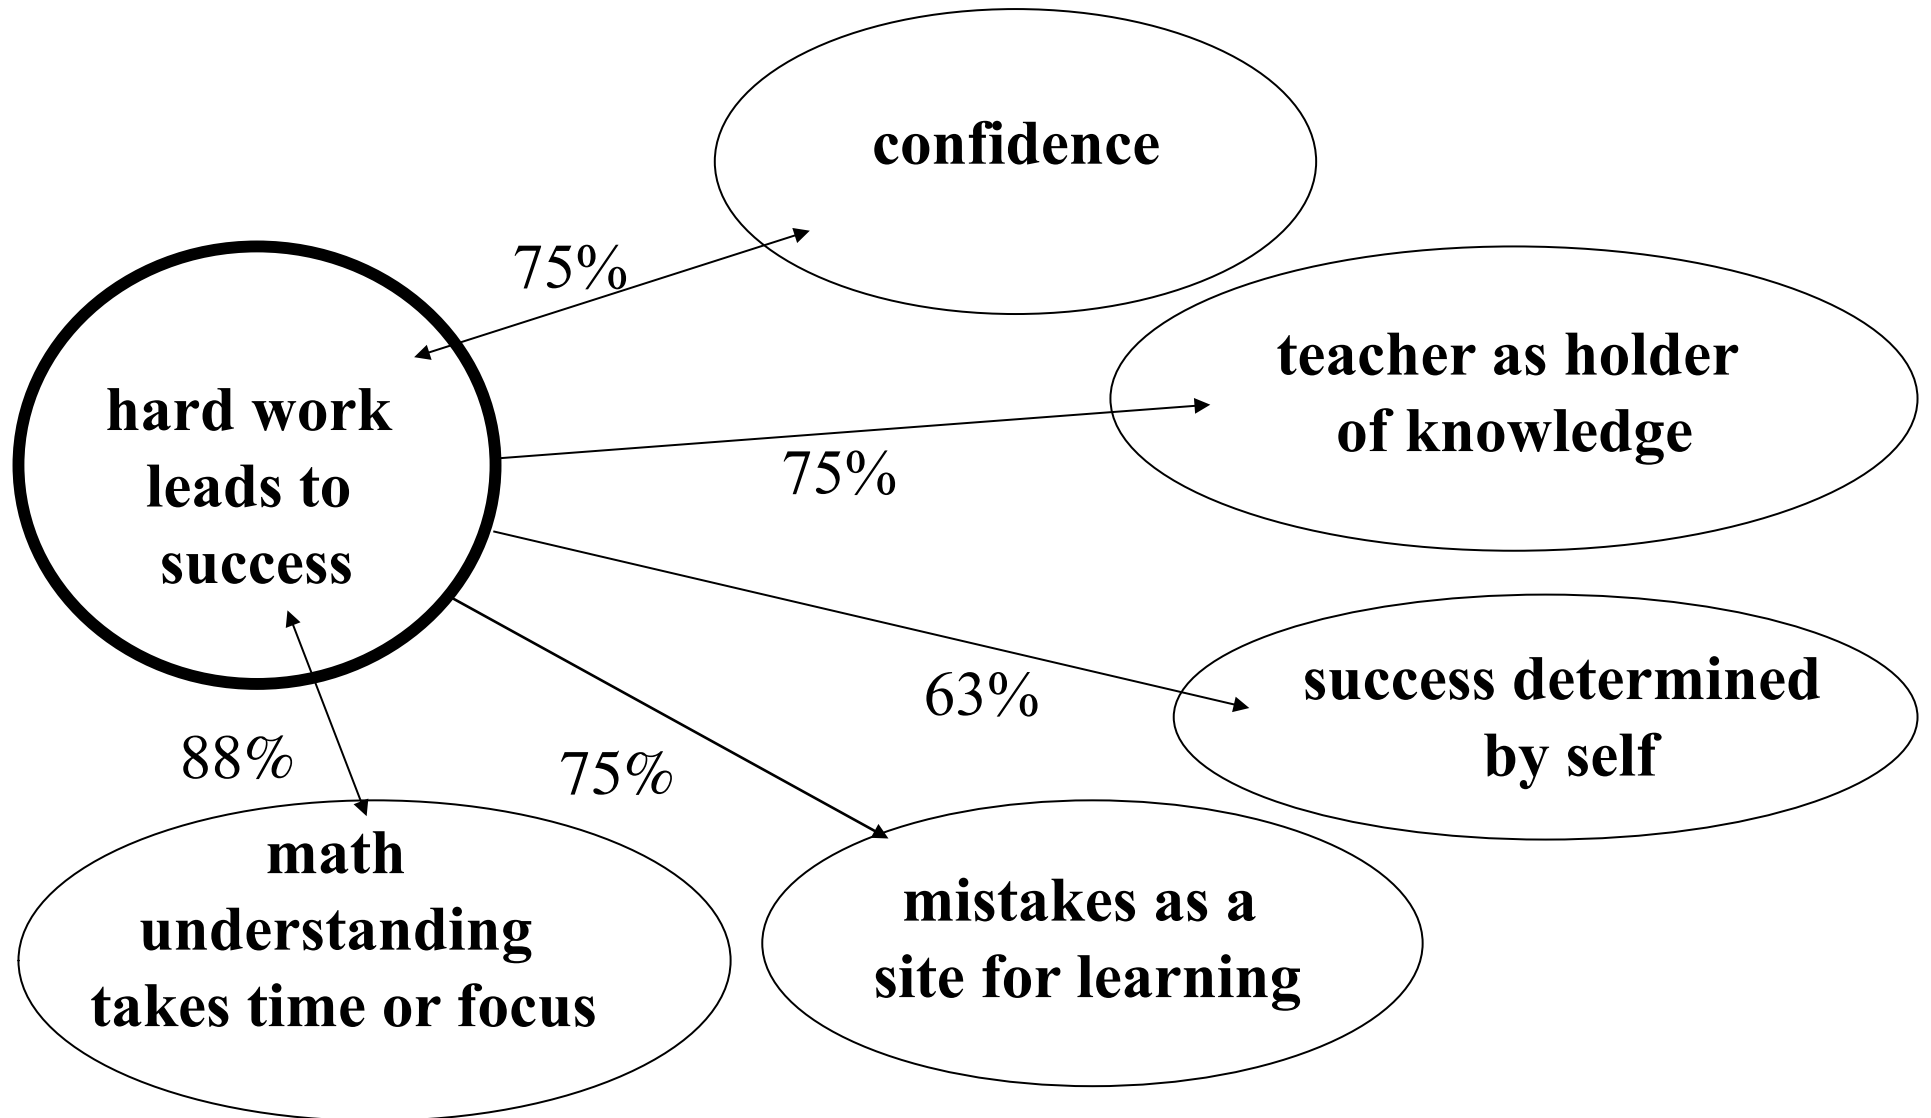 confidence
75%
teacher as holder
of knowledge
75%
hard work
leads to
success
63%
success determined
by self
88%
75%
math
understanding
takes time or focus
mistakes as a
site for learning